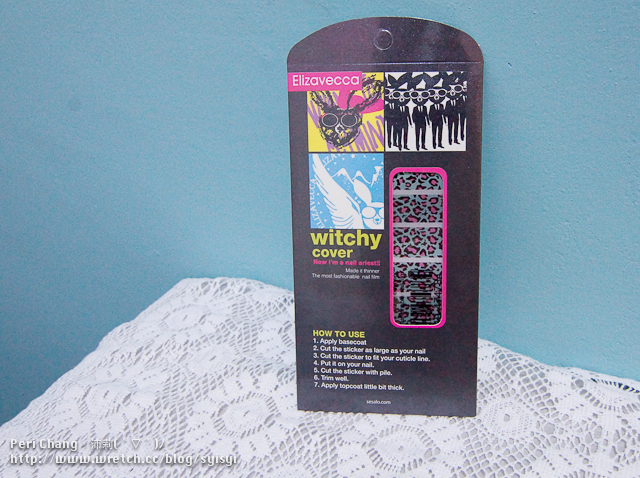 Elizavecca
witchy
cover
Now i'm a nail artist!!
Made it thinner
The most fashionable nail film
HOW TO USE
1. Apply basecoat
2. Cut the sticker as large as your nail
3. Cut the sticker to fit your cuticle line.
4. Put it on your nail.
5. Cut the sticker with pile.
6. Trim well.
7. Apply topcoat little bit thick.
Peri Chang
http://www.wretch.cc/blog/syisyi